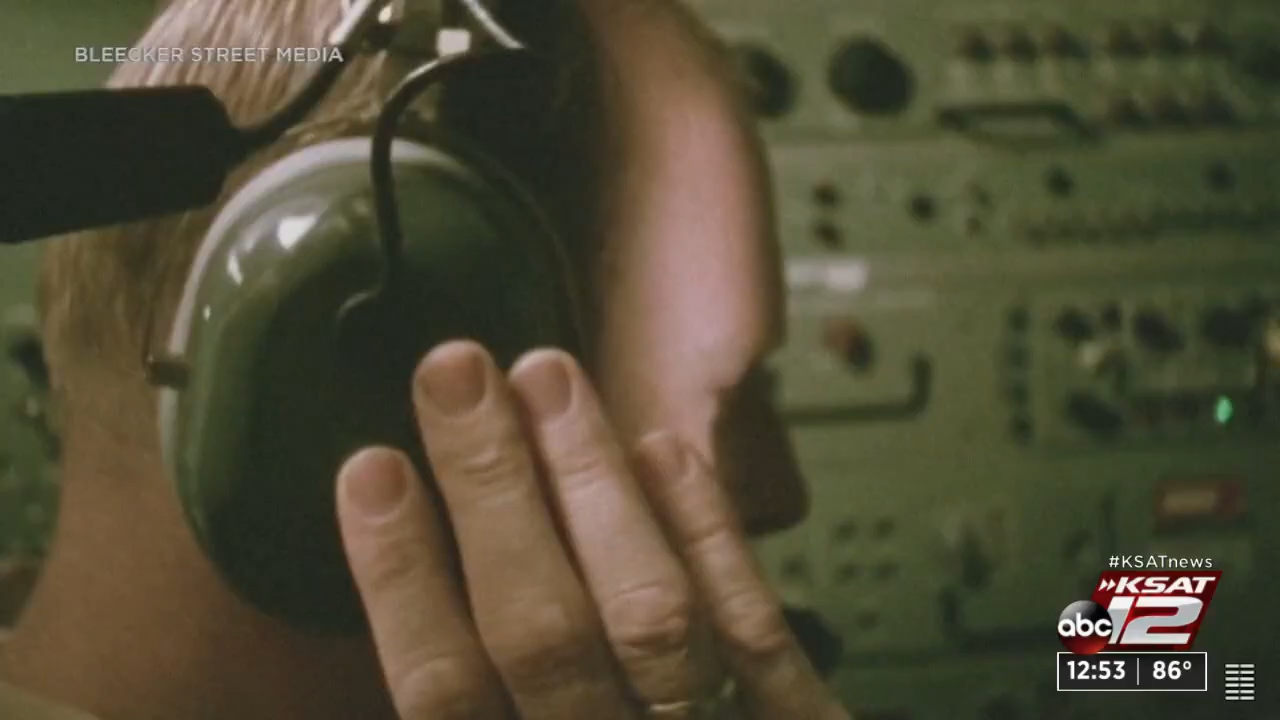 BLEECKER STREET MEDIA
#KSATnews
KSAT
abc 12
12:53 86°